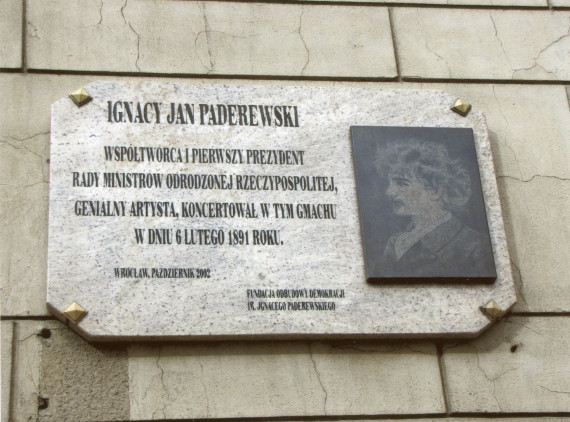 IGNACY JAN PADEREWSKI
WSPÓŁTWÓRCA I PIERWSZY PREZYDENT
RADY MINISTRÓW ODRODZONEJ RZECZYPOSPOLITEJ,
GENIALNY ARTYSTA, KONCERTOWAŁ W TYM GMACHU
W DNIU 6 LUTEGO 1891 ROKU.
WROCŁAW, PAŹDZIERNIK 2002
FUNDACJA ODBUDOWY DEMOKRACJI
IM. IGNACEGO PADEREWSKIEGO